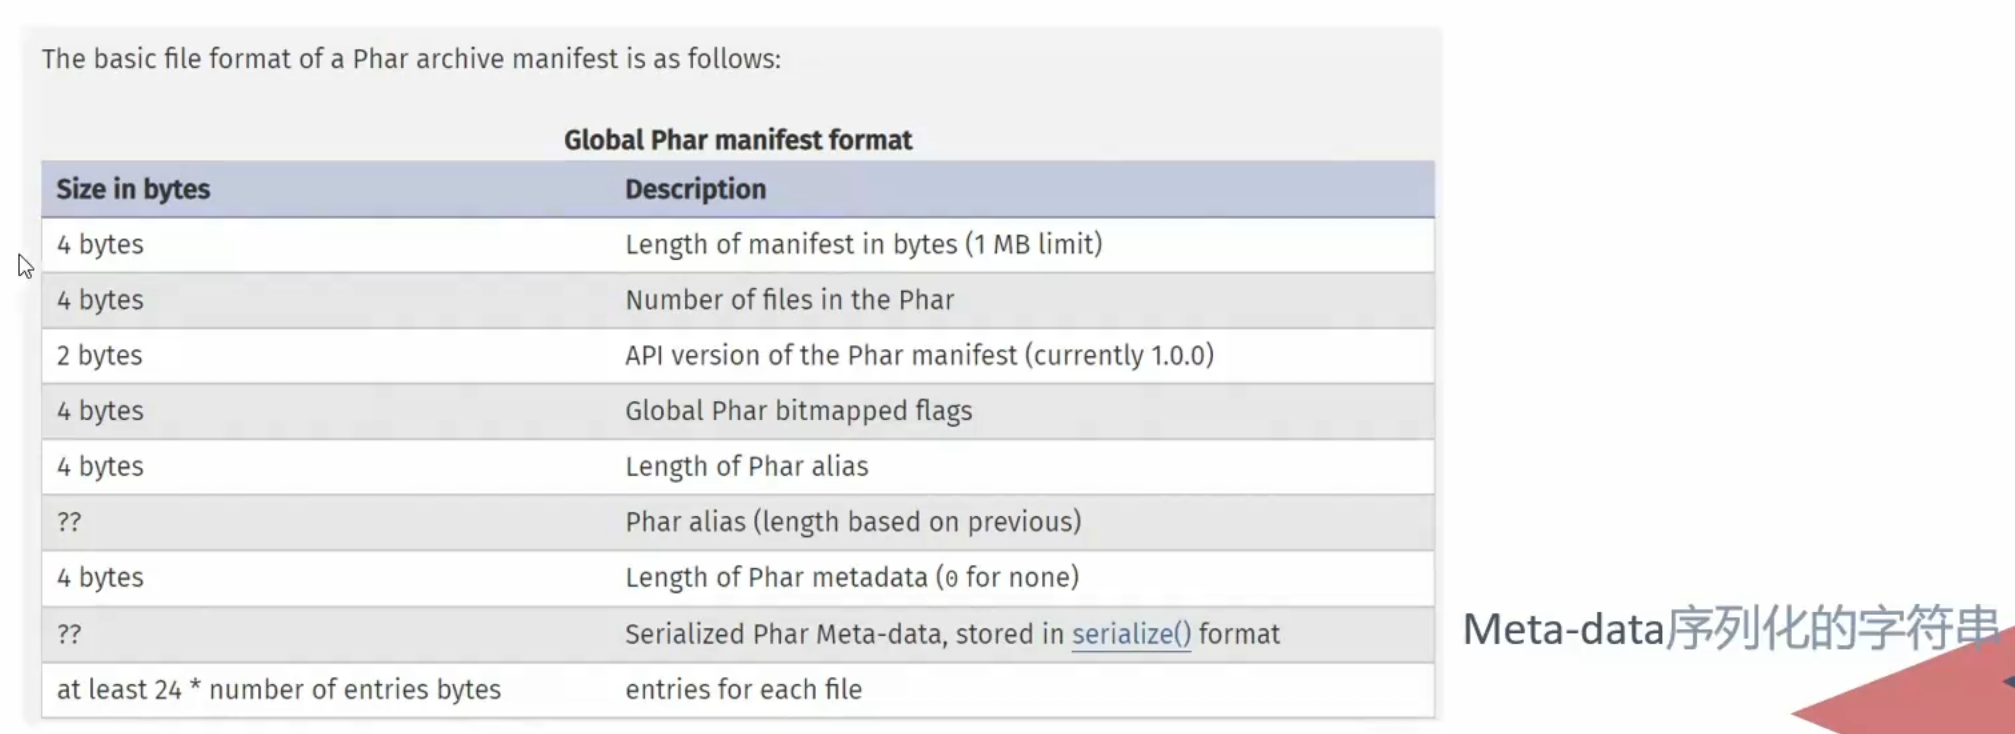 The basic file format of a Phar archive manifest is as follows:
Global Phar manifest format
Size in bytes Description
4 bytes Length of manifest in bytes (1 MB limit)
4 bytes Number of files in the Phar
2 bytes API version of the Phar manifest (currently 1.0.0)
4 bytes Global Phar bitmapped flags
4 bytes Length of Phar alias
?? Phar alias (length based on previous)
4 bytes Length of Phar metadata (0 for none)
?? Serialized Phar Meta-data, stored in serialize() format
Meta-data序列化的字符串
at least 24 * number of entries bytes entries for each file